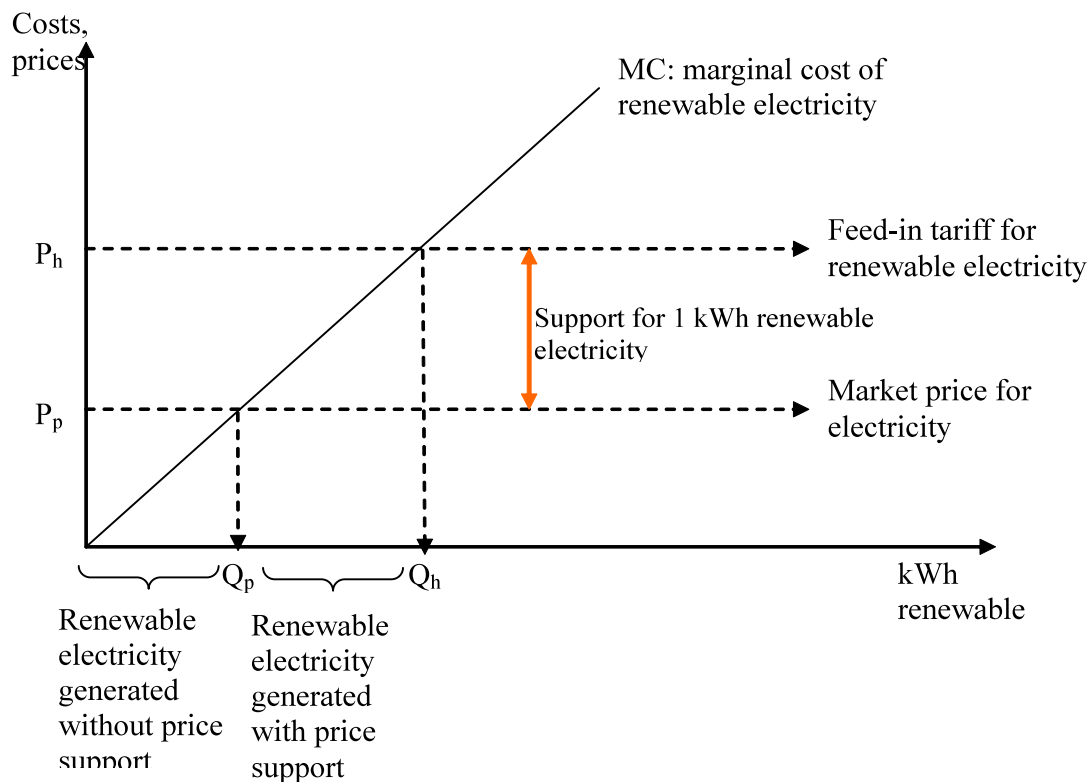 Costs,
prices
MC: marginal cost of
renewable electricity
Pₕ
Feed-in tariff for
renewable electricity
Support for 1 kWh renewable
electricity
Pₚ
Market price for
electricity
Qₚ
Qₕ
kWh
renewable
Renewable
electricity
generated
without price
support
Renewable
electricity
generated
with price
support